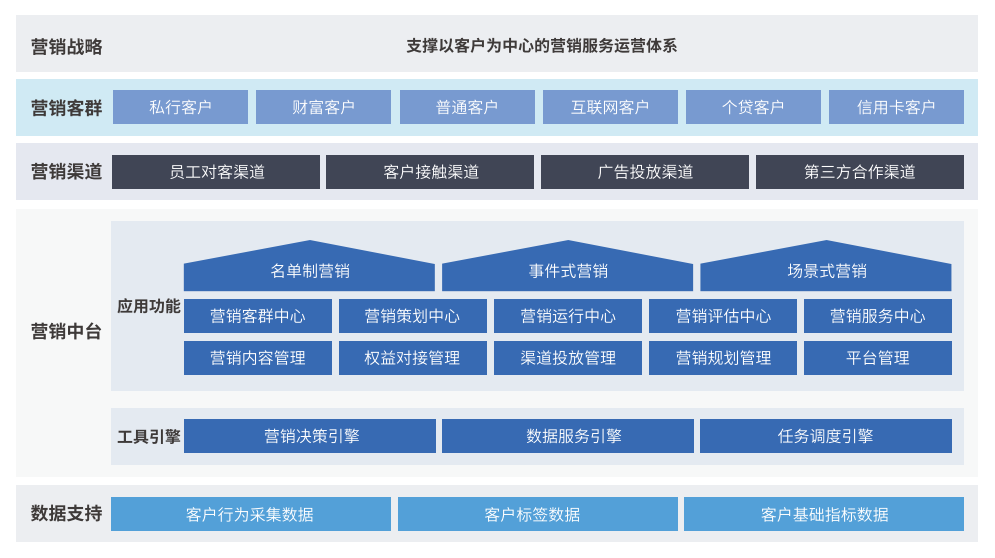 营销战略
支撑以客户为中心的营销服务运营体系
营销客群
私行客户
财富客户
普通客户
互联网客户
个贷客户
信用卡客户
营销渠道
员工对客渠道
客户接触渠道
广告投放渠道
第三方合作渠道
营销中台
应用功能
名单制营销
事件式营销
场景式营销
营销客群中心
营销策划中心
营销运行中心
营销评估中心
营销服务中心
营销内容管理
权益对接管理
渠道投放管理
营销规划管理
平台管理
工具引擎
营销决策引擎
数据服务引擎
任务调度引擎
数据支持
客户行为采集数据
客户标签数据
客户基础指标数据